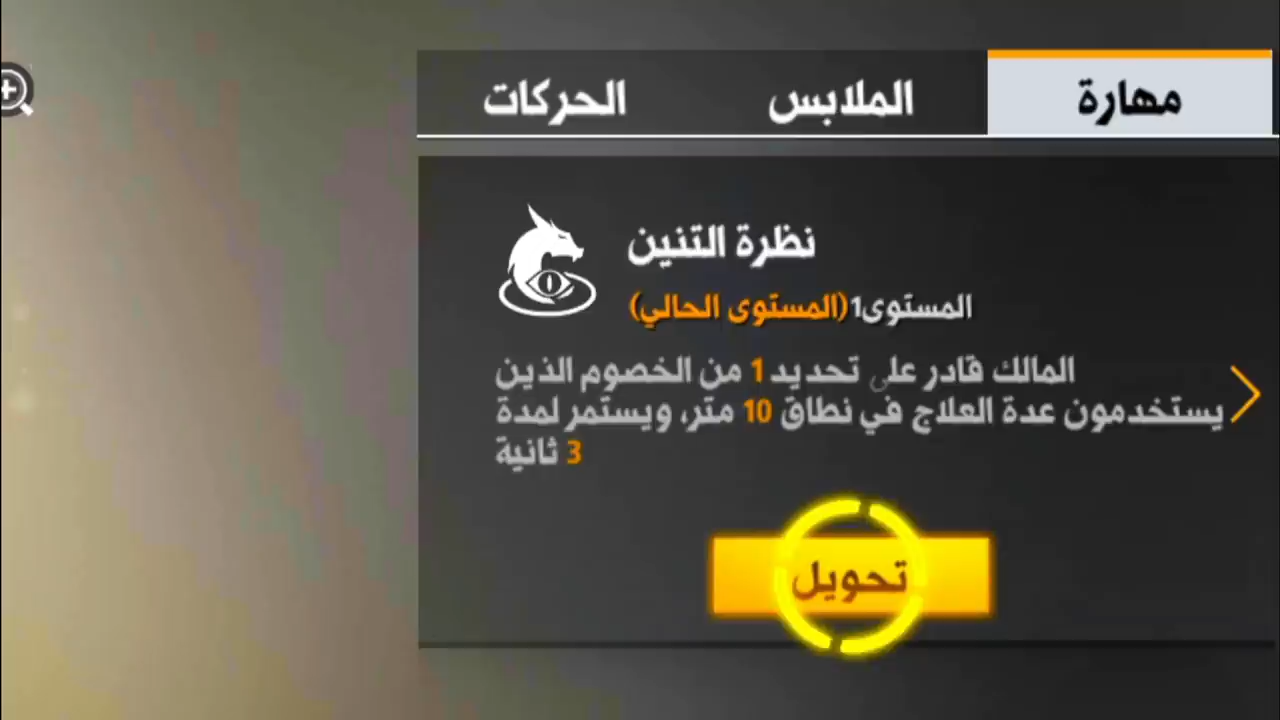 مهارة
الملابس
الحركات
نظرة التنين
المستوى1(المستوى الحالي)
المالك قادر على تحديد 1 من الخصوم الذين
يستخدمون عدة العلاج في نطاق 10 متر، ويستمر لمدة
3 ثانية
تحويل